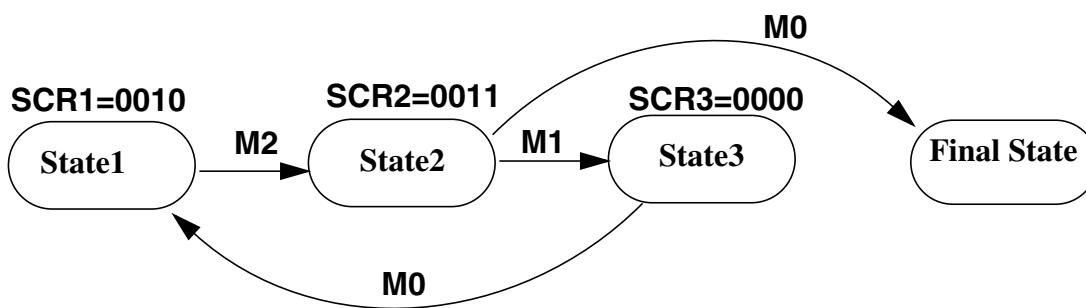 M0
SCR1=0010
SCR2=0011
SCR3=0000
State1
M2
State2
M1
State3
Final State
M0